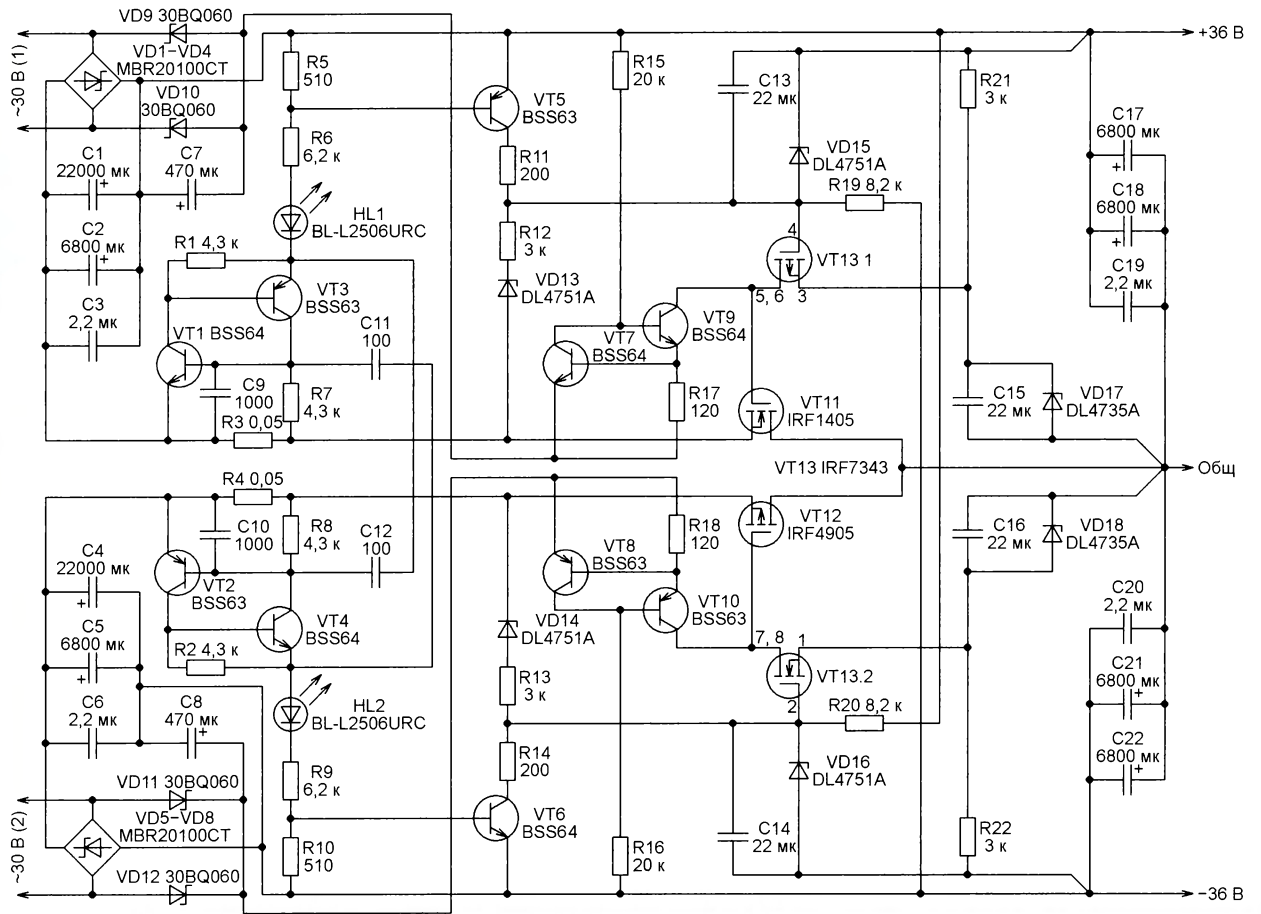 VD9 30BQ060
~30 В (1)
VD1−VD4
MBR20100CT
VD10
30BQ060
C1
22000 мк
+
C7
470 мк
+
C2
6800 мк
+
C3
2,2 мк
R5
510
R6
6,2 к
HL1
BL-L2506URC
R1 4,3 к
VT3
BSS63
VT1 BSS64
C9
1000
R7
4,3 к
R3 0,05
C11
100
VT5
BSS63
R11
200
R12
3 к
VD13
DL4751A
R15
20 к
C13
22 мк
VD15
DL4751A
R19 8,2 к
R21
3 к
+36 В
C17
6800 мк
+
C18
6800 мк
+
C19
2,2 мк
4
VT13 1
5, 6
3
VT9
BSS64
VT7
BSS64
R17
120
VT11
IRF1405
C15
22 мк
VD17
DL4735A
VT13 IRF7343
Общ
R4 0,05
C10
1000
R8
4,3 к
C12
100
R18
120
VT12
IRF4905
C16
22 мк
VD18
DL4735A
C4
22000 мк
+
C5
6800 мк
+
C6
2,2 мк
C8
470 мк
+
VT2
BSS63
VT4
BSS64
R2 4,3 к
HL2
BL-L2506URC
VT8
BSS63
VT10
BSS63
VD14
DL4751A
R13
3 к
R14
200
7, 8
1
VT13.2
2
R20 8,2 к
C20
2,2 мк
C21
6800 мк
+
C22
6800 мк
+
VD11 30BQ060
~30 В (2)
VD5−VD8
MBR20100CT
VD12 30BQ060
R9
6,2 к
R10
510
VT6
BSS64
R16
20 к
C14
22 мк
VD16
DL4751A
R22
3 к
−36 В